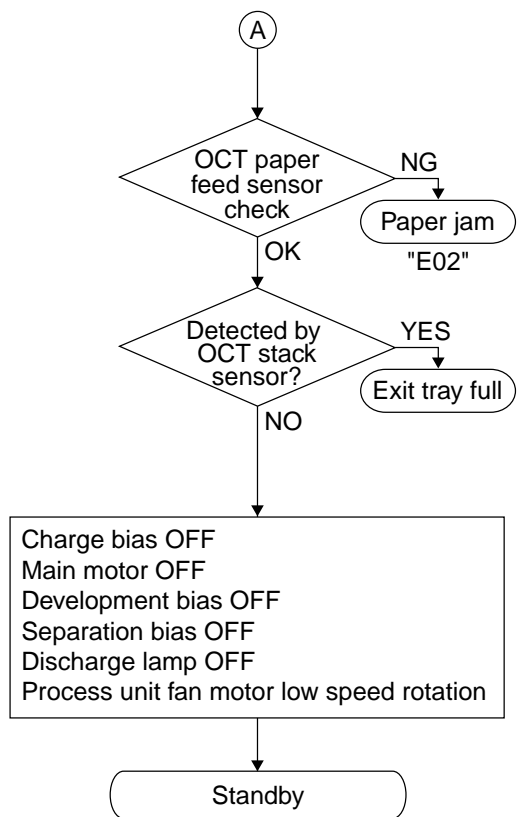 A
OCT paper
feed sensor
check
NG
Paper jam
"E02"
OK
Detected by
OCT stack
sensor?
YES
Exit tray full
NO
Charge bias OFF
Main motor OFF
Development bias OFF
Separation bias OFF
Discharge lamp OFF
Process unit fan motor low speed rotation
Standby